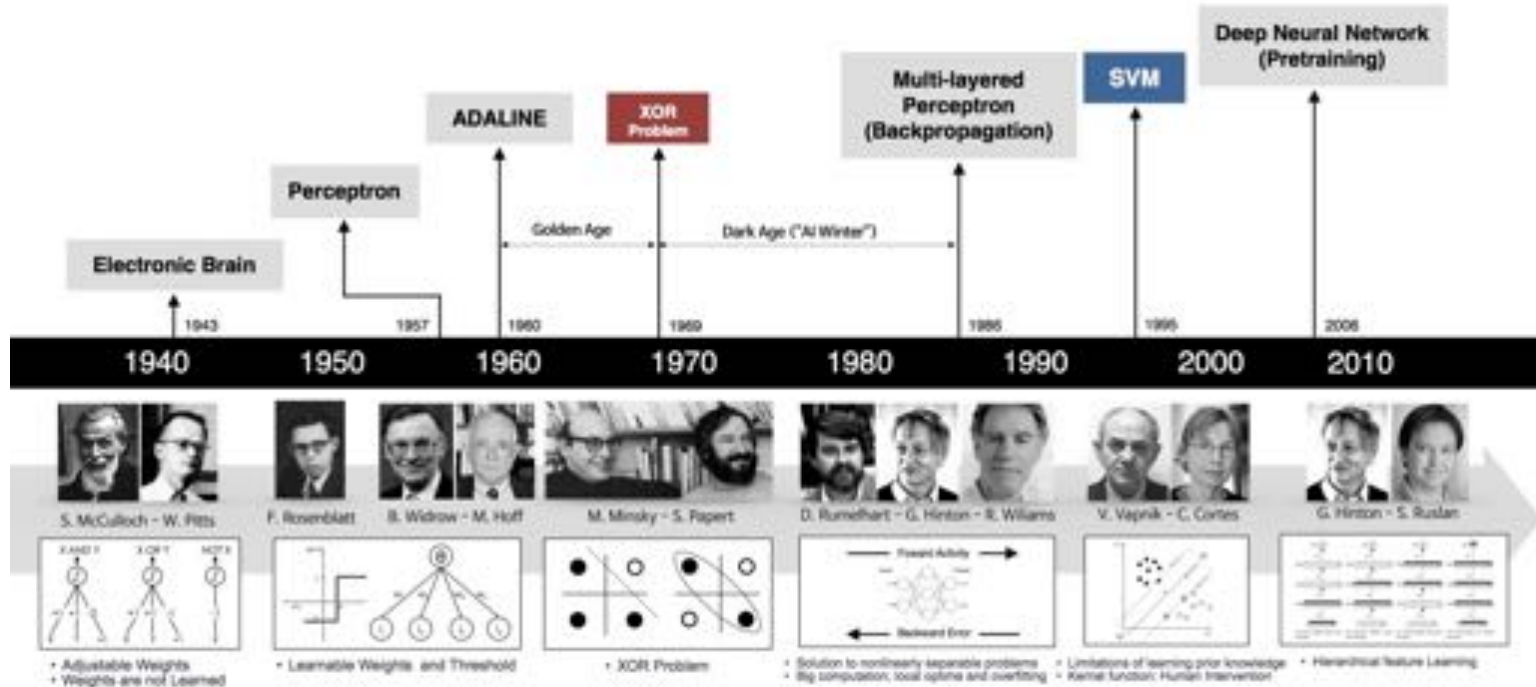 Deep Neural Network
(Pretraining)
Multi-layered
Perceptron
(Backpropagation)
SVM
ADALINE
XOR
Problem
Perceptron
Golden Age
Dark Age ("AI Winter")
Electronic Brain
1943
1957
1960
1969
1986
1995
2006
1940
1950
1960
1970
1980
1990
2000
2010
S. McCulloch - W. Pitts
F. Rosenblatt
B. Widrow - M. Hoff
M. Minsky - S. Papert
D. Rumelhart - G. Hinton - R. Wiliams
V. Vapnik - C. Cortes
G. Hinton - S. Ruslan
X AND Y
X OR Y
NOT X
Foward Activity
Backward Error
• Adjustable Weights
• Weights are not Learned
• Learnable Weights and Threshold
• XOR Problem
• Solution to nonlinearly separable problems
• Big computation, local optima and overfitting
• Limitations of learning prior knowledge
• Kernel function: Human Intervention
• Hierarchical feature Learning